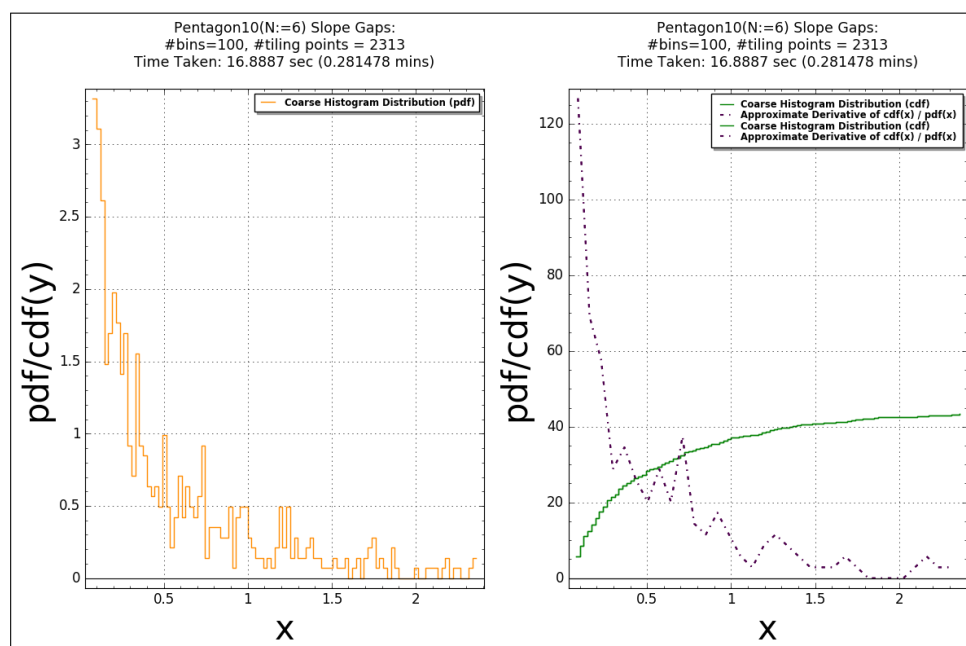 Pentagon10(N:=6) Slope Gaps:
#bins=100, #tiling points = 2313
Time Taken: 16.8887 sec (0.281478 mins)
Coarse Histogram Distribution (pdf)
pdf/cdf(y)
3
2.5
2
1.5
1
0.5
0
0.5
1
1.5
2
x
Pentagon10(N:=6) Slope Gaps:
#bins=100, #tiling points = 2313
Time Taken: 16.8887 sec (0.281478 mins)
Coarse Histogram Distribution (cdf)
Approximate Derivative of cdf(x) / pdf(x)
Coarse Histogram Distribution (cdf)
Approximate Derivative of cdf(x) / pdf(x)
pdf/cdf(y)
120
100
80
60
40
20
0
0.5
1
1.5
2
x